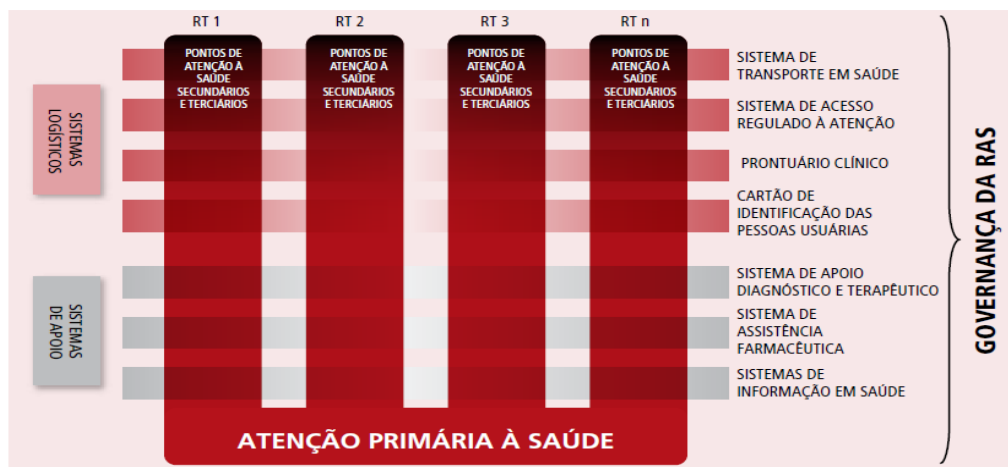 RT 1
RT 2
RT 3
RT n
PONTOS DE
ATENÇÃO À
SAÚDE
SECUNDÁRIOS
E TERCIÁRIOS
PONTOS DE
ATENÇÃO À
SAÚDE
SECUNDÁRIOS
E TERCIÁRIOS
PONTOS DE
ATENÇÃO À
SAÚDE
SECUNDÁRIOS
E TERCIÁRIOS
PONTOS DE
ATENÇÃO À
SAÚDE
SECUNDÁRIOS
E TERCIÁRIOS
SISTEMAS
LOGÍSTICOS
SISTEMA DE
TRANSPORTE EM SAÚDE
SISTEMA DE ACESSO
REGULADO À ATENÇÃO
PRONTUÁRIO CLÍNICO
CARTÃO DE
IDENTIFICAÇÃO DAS
PESSOAS USUÁRIAS
SISTEMAS
DE APOIO
SISTEMA DE APOIO
DIAGNÓSTICO E TERAPÊUTICO
SISTEMA DE
ASSISTÊNCIA
FARMACÊUTICA
SISTEMAS DE
INFORMAÇÃO EM SAÚDE
GOVERNANÇA DA RAS
ATENÇÃO PRIMÁRIA À SAÚDE